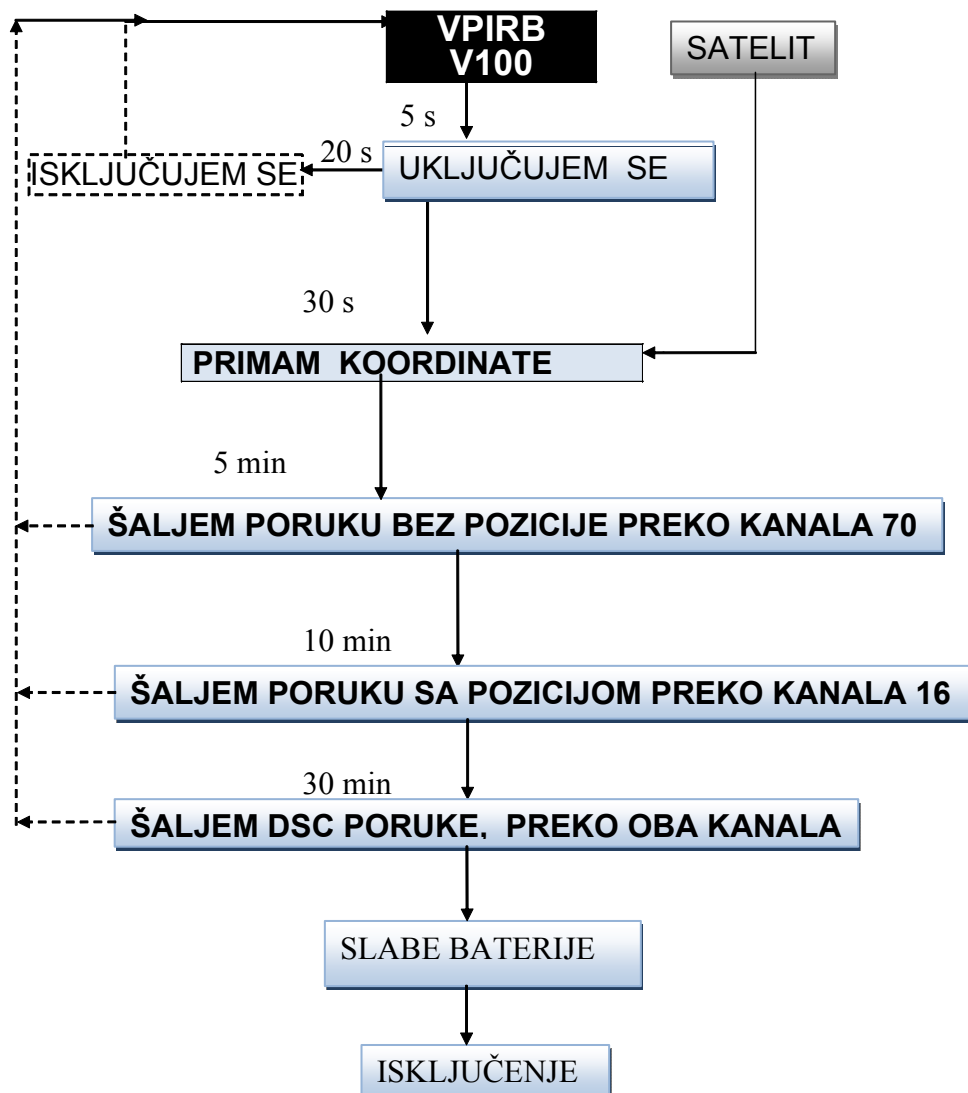 VPIRB
V100
SATELIT
5 s
ISKLJUČUJEM SE
20 s
UKLJUČUJEM SE
30 s
PRIMAM KOORDINATE
5 min
ŠALJEM PORUKU BEZ POZICIJE PREKO KANALA 70
10 min
ŠALJEM PORUKU SA POZICIJOM PREKO KANALA 16
30 min
ŠALJEM DSC PORUKE, PREKO OBA KANALA
SLABE BATERIJE
ISKLJUČENJE